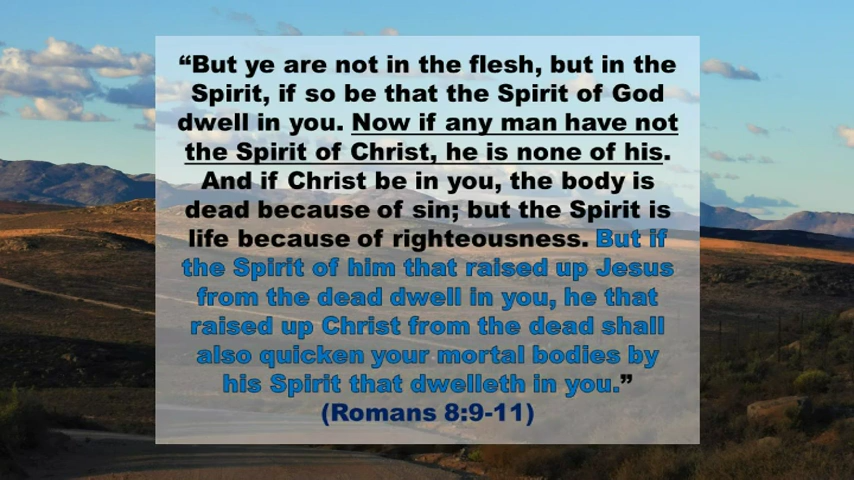 “But ye are not in the flesh, but in the
Spirit, if so be that the Spirit of God
dwell in you. Now if any man have not
the Spirit of Christ, he is none of his.
And if Christ be in you, the body is
dead because of sin; but the Spirit is
life because of righteousness. But if
the Spirit of him that raised up Jesus
from the dead dwell in you, he that
raised up Christ from the dead shall
also quicken your mortal bodies by
his Spirit that dwelleth in you.”
(Romans 8:9-11)